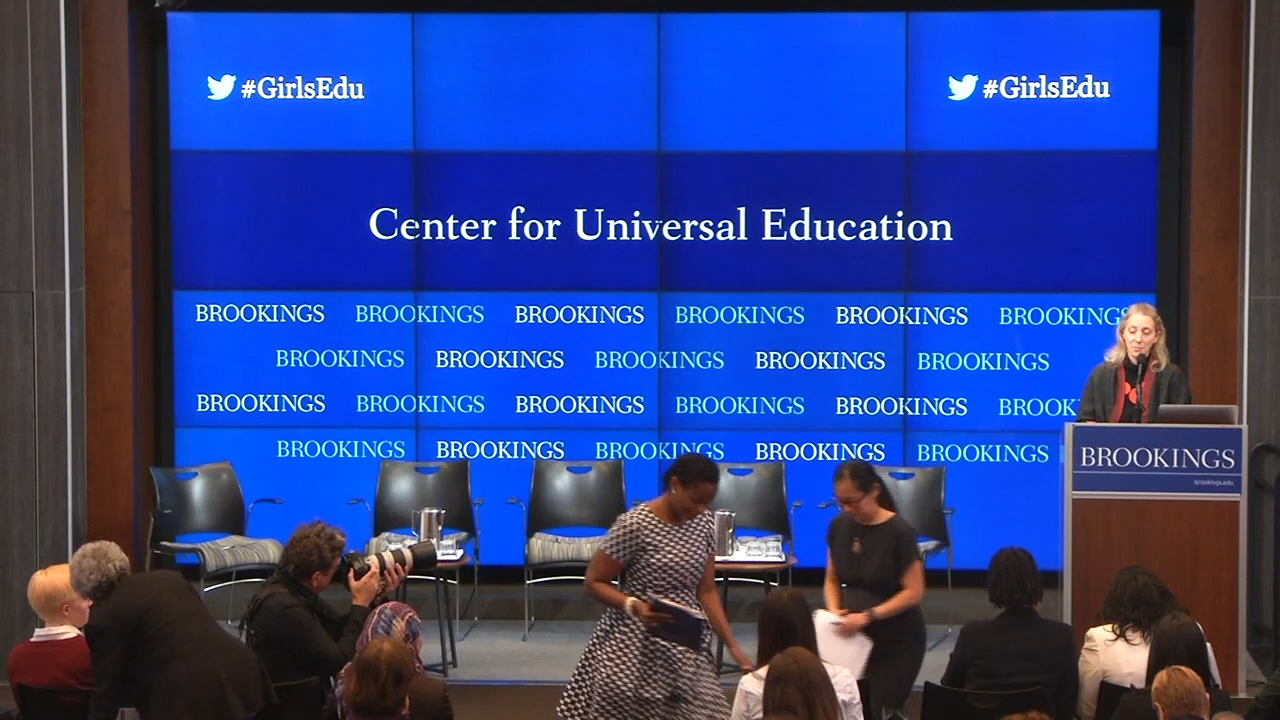 #GirlsEdu #GirlsEdu
Center for Universal Education
BROOKINGS BROOKINGS BROOKINGS BROOKINGS BROOKINGS BROOKINGS
BROOKINGS BROOKINGS BROOKINGS BROOKINGS BROOKINGS
BROOKINGS BROOKINGS BROOKINGS BROOKINGS BROOKINGS BROOK
BROOKINGS BROOKINGS BROOKINGS BROOKINGS BROOKINGS
BROOKINGS
brookings.edu